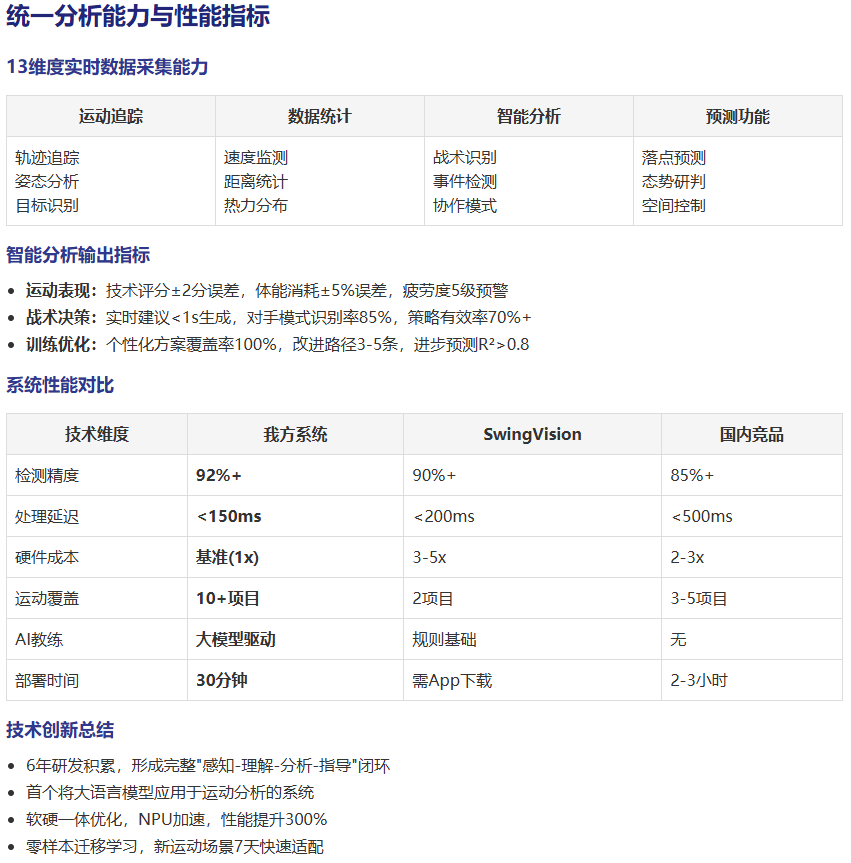 统一分析能力与性能指标
13维度实时数据采集能力
运动追踪 数据统计 智能分析 预测功能
轨迹追踪 速度监测 战术识别 落点预测
姿态分析 距离统计 事件检测 态势研判
目标识别 热力分布 协作模式 空间控制
智能分析输出指标
• 运动表现：技术评分±2分误差，体能消耗±5%误差，疲劳度5级预警
• 战术决策：实时建议<1s生成，对手模式识别率85%，策略有效率70%+
• 训练优化：个性化方案覆盖率100%，改进路径3-5条，进步预测R²>0.8
系统性能对比
技术维度 我方系统 SwingVision 国内竞品
检测精度 92%+ 90%+ 85%+
处理延迟 <150ms <200ms <500ms
硬件成本 基准(1x) 3-5x 2-3x
运动覆盖 10+项目 2项目 3-5项目
AI教练 大模型驱动 规则基础 无
部署时间 30分钟 需App下载 2-3小时
技术创新总结
• 6年研发积累，形成完整"感知-理解-分析-指导"闭环
• 首个将大语言模型应用于运动分析的系统
• 软硬一体优化，NPU加速，性能提升300%
• 零样本迁移学习，新运动场景7天快速适配